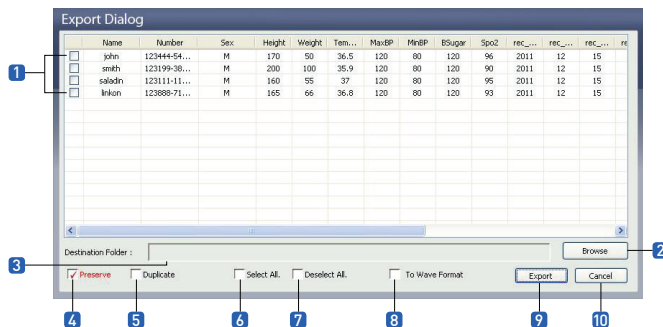 Export Dialog
Name Number Sex Height Weight Tem... MaxBP MinBP BSugar Spo2 rec_... rec_... rec_... re
1
john 123444-54... M 170 50 36.5 120 80 120 96 2011 12 15
smith 123199-38... M 200 100 35.9 120 80 120 90 2011 12 15
saladin 123111-11... M 160 55 37 120 80 120 95 2011 12 15
linkon 123888-71... M 165 66 36.8 120 80 120 93 2011 12 15
Destination Folder : Browse 2
3
Preserve Duplicate Select All. Deselect All. To Wave Format Export Cancel
4 5 6 7 8 9 10